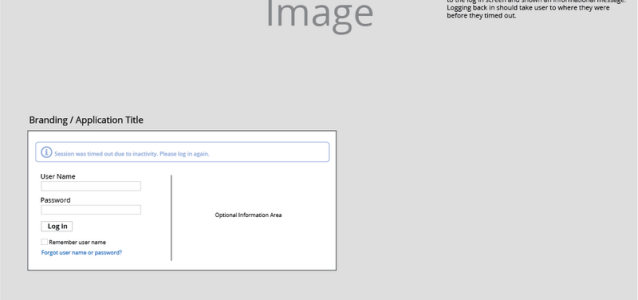 to the log in screen and shown an informational message.
Image
Logging back in should take user to where they were
before they timed out.
Branding / Application Title
Session was timed out due to inactivity. Please log in again.
User Name
Password
Log In
Remember user name
Forgot user name or password?
Optional Information Area